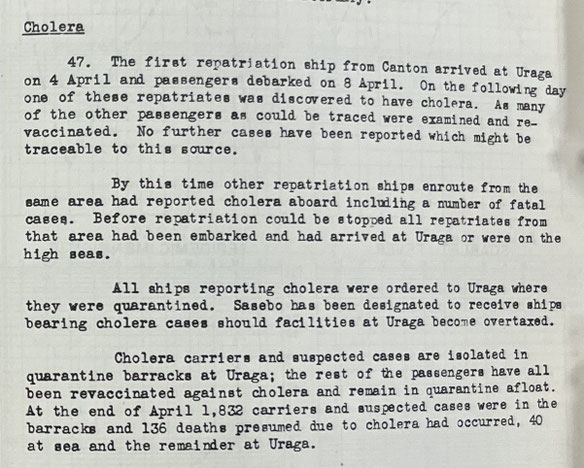 Cholera
47. The first repatriation ship from Canton arrived at Uraga
on 4 April and passengers debarked on 8 April. On the following day
one of these repatriates was discovered to have cholera. As many
of the other passengers as could be traced were examined and re-
vaccinated. No further cases have been reported which might be
traceable to this source.
By this time other repatriation ships enroute from the
same area had reported cholera aboard including a number of fatal
cases. Before repatriation could be stopped all repatriates from
that area had been embarked and had arrived at Uraga or were on the
high seas.
All ships reporting cholera were ordered to Uraga where
they were quarantined. Sasebo has been designated to receive ships
bearing cholera cases should facilities at Uraga become overtaxed.
Cholera carriers and suspected cases are isolated in
quarantine barracks at Uraga; the rest of the passengers have all
been revaccinated against cholera and remain in quarantine afloat.
At the end of April 1,832 carriers and suspected cases were in the
barracks and 136 deaths presumed due to cholera had occurred, 40
at sea and the remainder at Uraga.